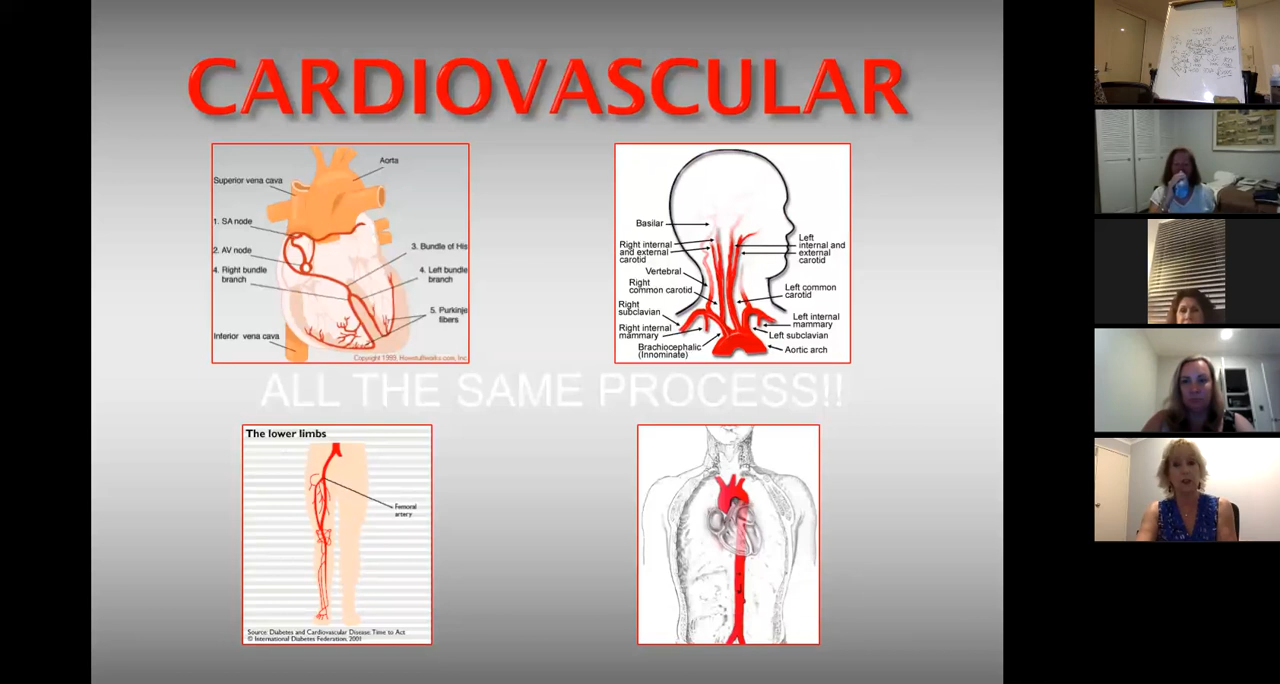 CARDIOVASCULAR
Aorta
Superior vena cava
1. SA node
2. AV node
3. Bundle of His
4. Right bundle
branch
4. Left bundle
branch
5. Purkinje
fibers
Inferior vena cava
Copyright 1999, Howstuffworks.com, Inc.
Basilar
Right internal
and external
carotid
Vertebral
Right
common carotid
Right
subclavian
Right internal
mammary
Brachiocephalic
(Innominate)
Left
internal and
external
carotid
Left common
carotid
Left internal
mammary
Left subclavian
Aortic arch
ALL THE SAME PROCESS!!
The lower limbs
Femoral
artery
Source: Diabetes and Cardiovascular Disease: Time to Act
© International Diabetes Federation, 2001